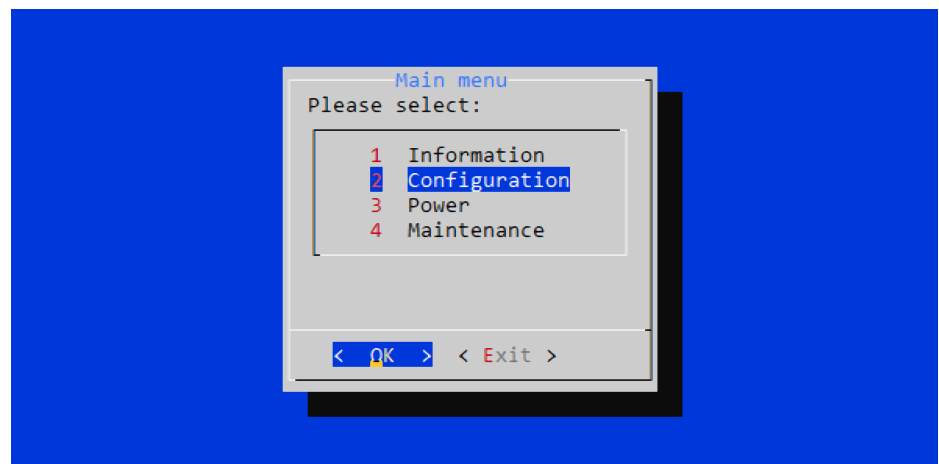 Main menu
Please select:
1 Information
2 Configuration
3 Power
4 Maintenance
< OK > < Exit >